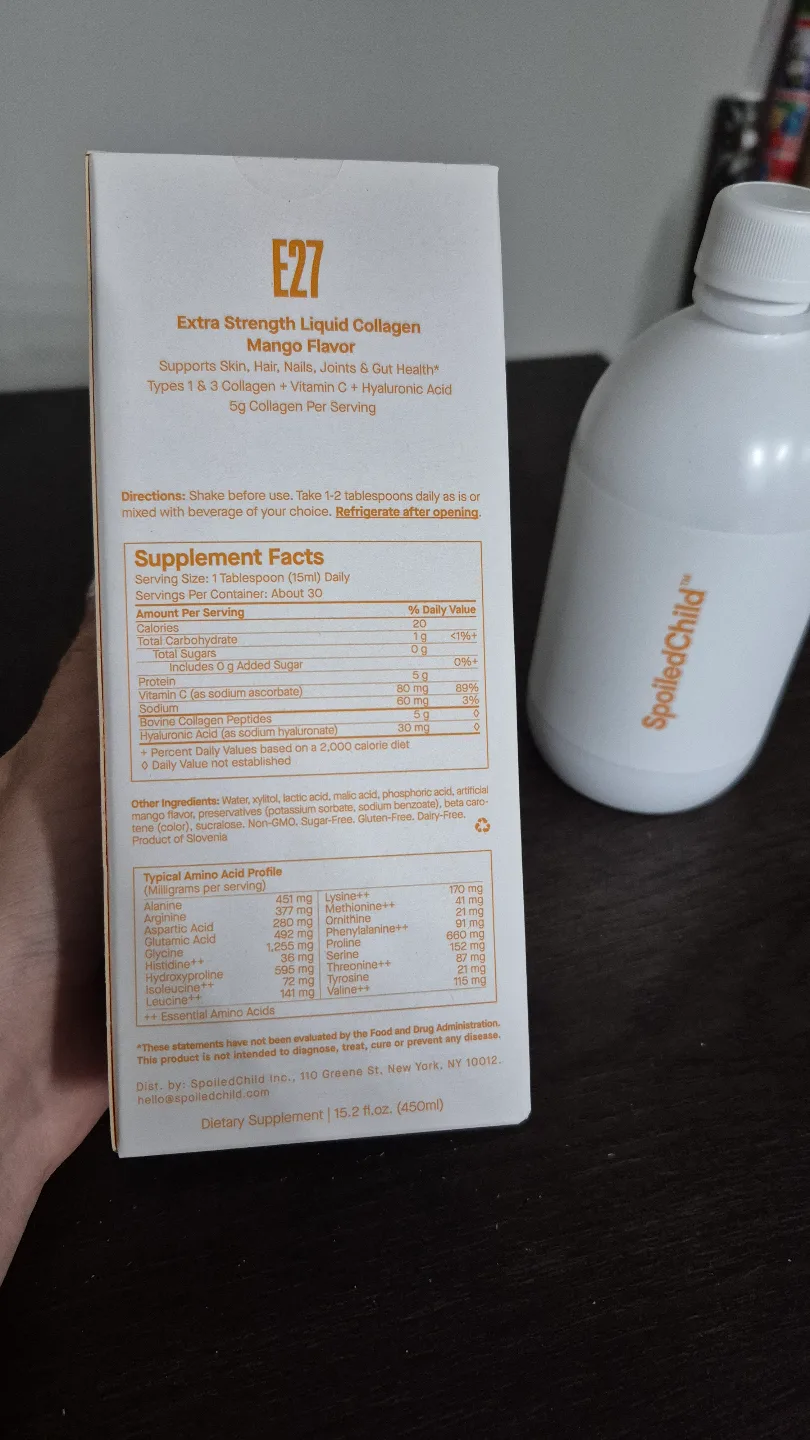 E27
Extra Strength Liquid Collagen
Mango Flavor
Supports Skin, Hair, Nails, Joints & Gut Health*
Types 1 & 3 Collagen + Vitamin C + Hyaluronic Acid
5g Collagen Per Serving
Directions: Shake before use. Take 1-2 tablespoons daily as is or
mixed with beverage of your choice. Refrigerate after opening.
Supplement Facts
Serving Size: 1 Tablespoon (15ml) Daily
Servings Per Container: About 30
Amount Per Serving % Daily Value
Calories 20
Total Carbohydrate 1 g <1%+
Total Sugars 0 g
Includes 0 g Added Sugar 0%+
Protein 5 g
Vitamin C (as sodium ascorbate) 80 mg 89%
Sodium 60 mg 3%
Bovine Collagen Peptides 5 g ◊
Hyaluronic Acid (as sodium hyaluronate) 30 mg ◊
+ Percent Daily Values based on a 2,000 calorie diet
◊ Daily Value not established
Other Ingredients: Water, xylitol, lactic acid, malic acid, phosphoric acid, artificial
mango flavor, preservatives (potassium sorbate, sodium benzoate), beta caro-
tene (color), sucralose. Non-GMO. Sugar-Free. Gluten-Free. Dairy-Free.
Product of Slovenia
Typical Amino Acid Profile
(Milligrams per serving)
Alanine 451 mg
Arginine 377 mg
Aspartic Acid 280 mg
Glutamic Acid 492 mg
Glycine 1,255 mg
Histidine++ 36 mg
Hydroxyproline 595 mg
Isoleucine++ 72 mg
Leucine++ 141 mg
Lysine++ 170 mg
Methionine++ 41 mg
Ornithine 21 mg
Phenylalanine++ 91 mg
Proline 660 mg
Serine 152 mg
Threonine++ 87 mg
Tyrosine 21 mg
Valine++ 115 mg
++ Essential Amino Acids
*These statements have not been evaluated by the Food and Drug Administration.
This product is not intended to diagnose, treat, cure or prevent any disease.
Dist. by: SpoiledChild Inc., 110 Greene St, New York, NY 10012.
hello@spoiledchild.com
Dietary Supplement | 15.2 fl.oz. (450ml)
SpoiledChild™